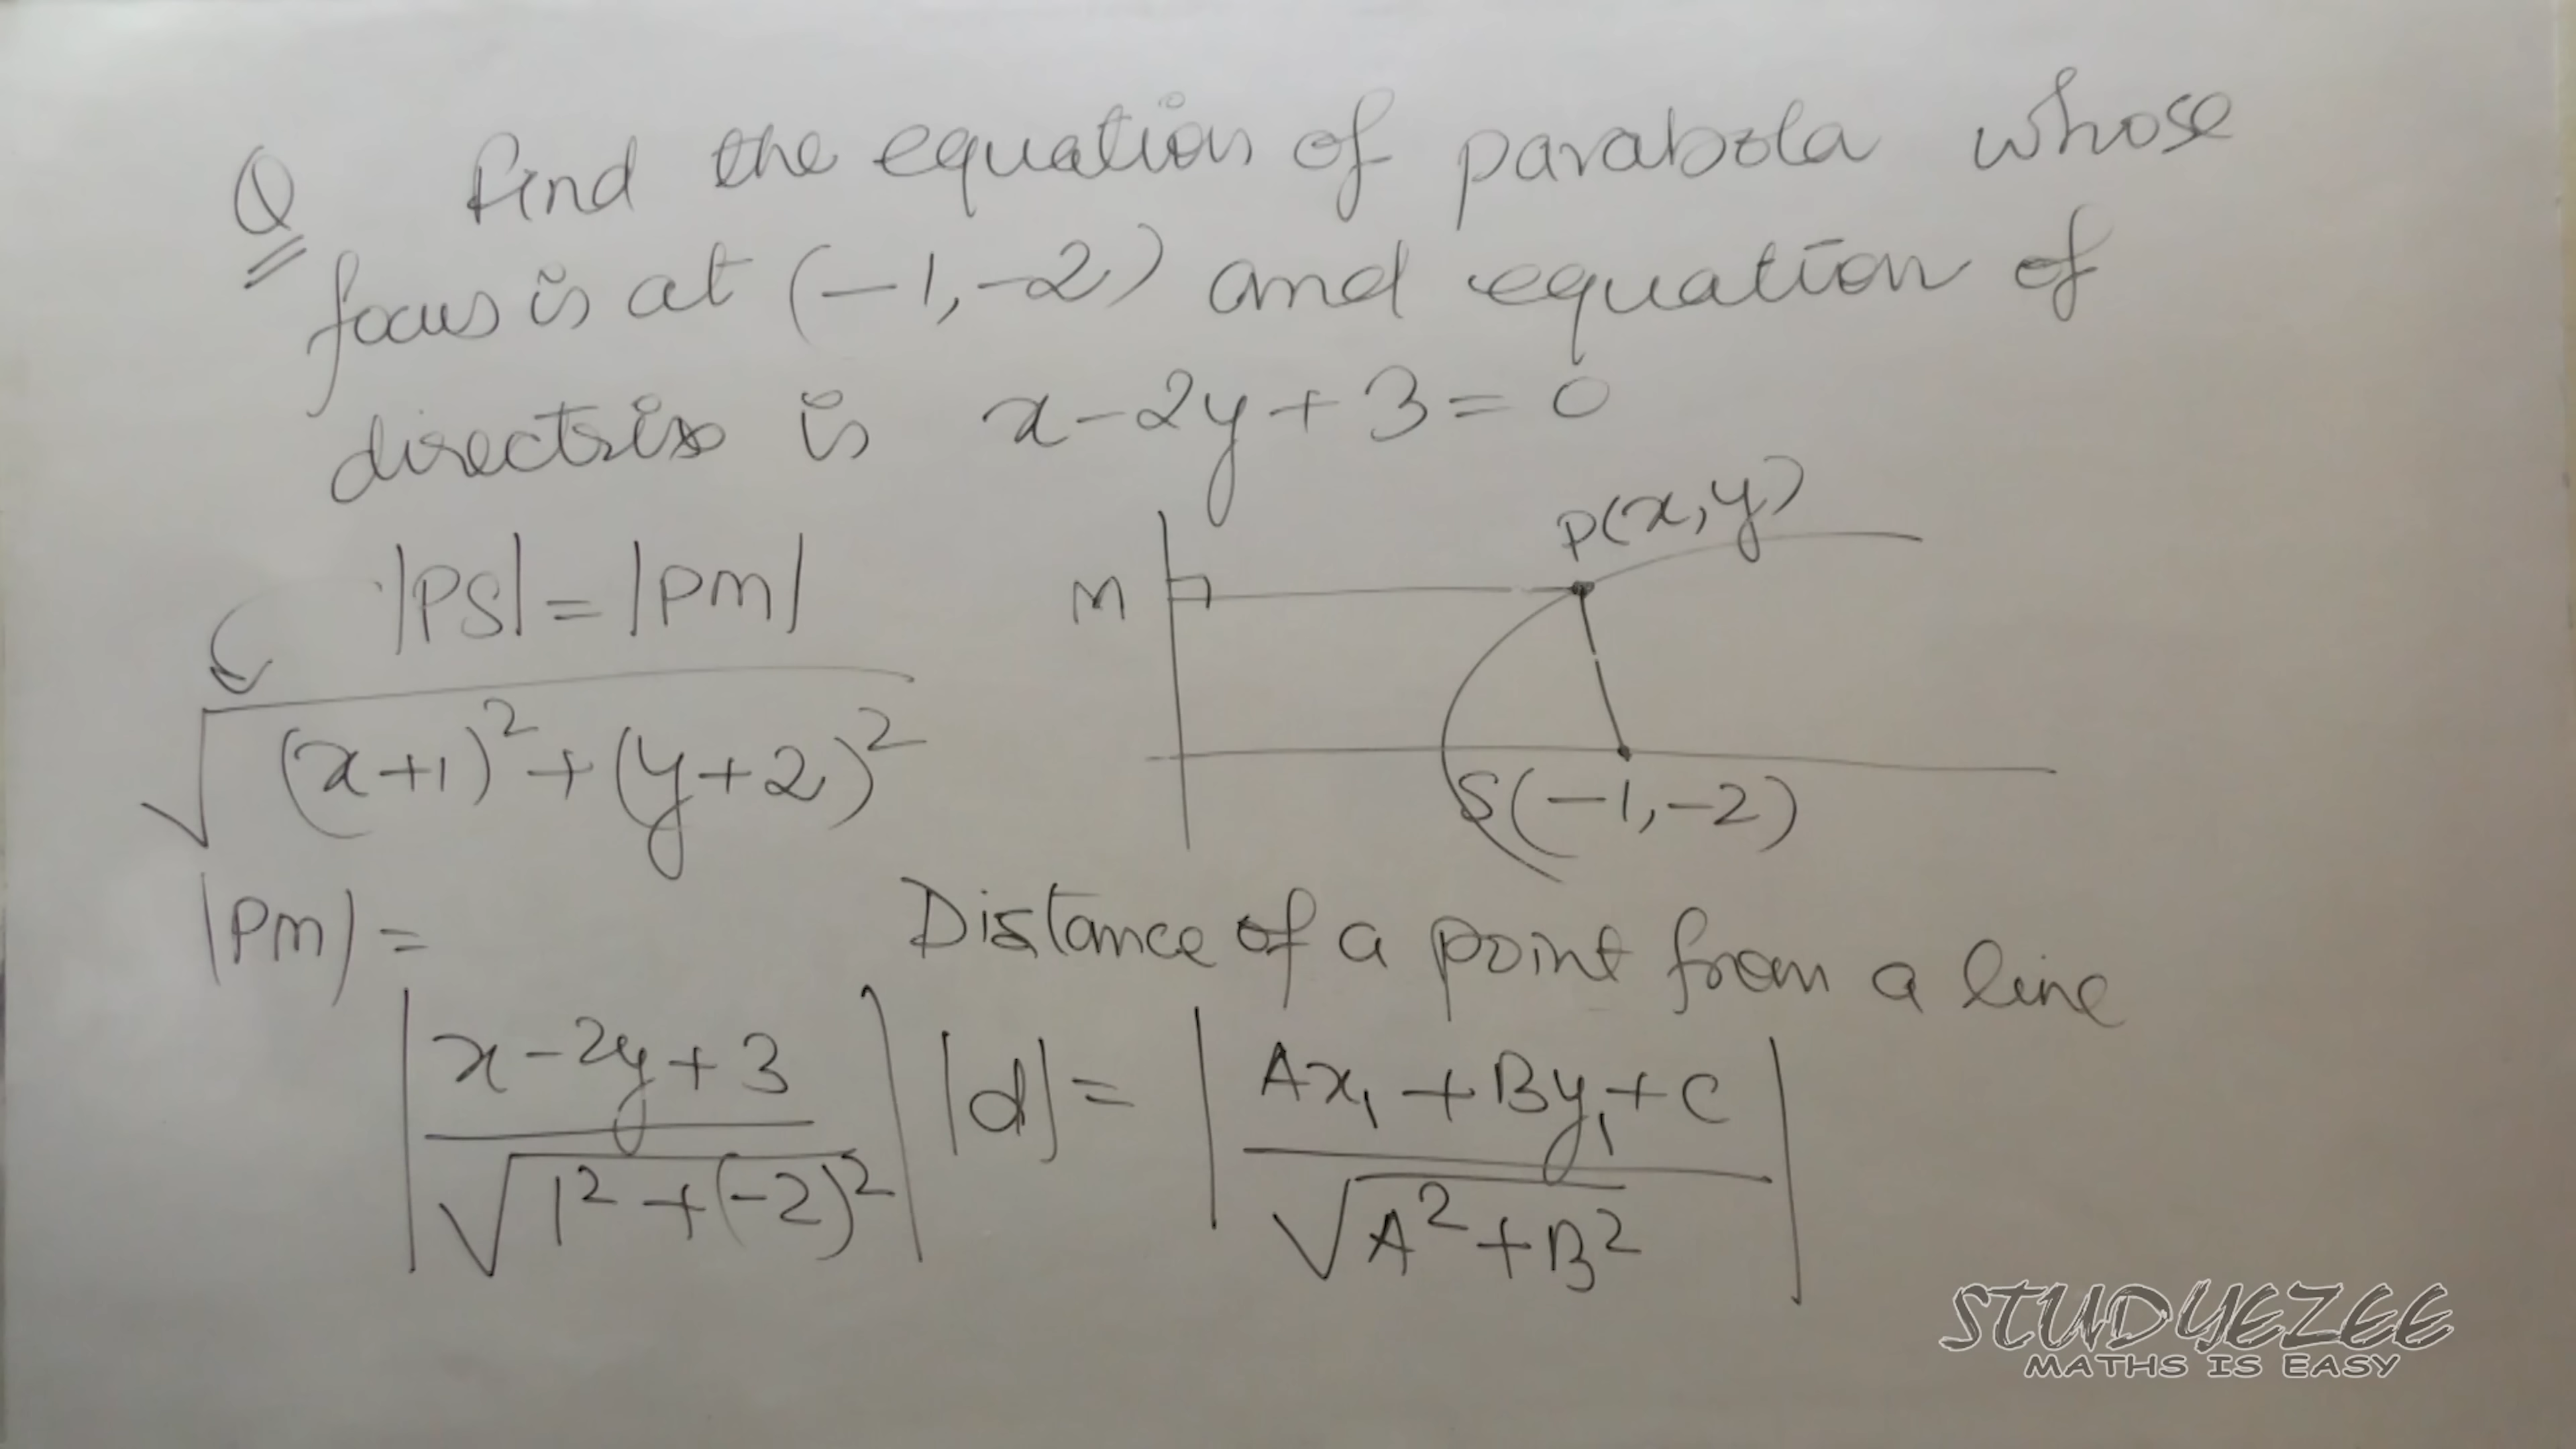 Q Find the equation of parabola whose
focus is at (-1,-2) and equation of
directrix is x-2y+3=0
|PS|=|PM|
√(x+1)²+(y+2)²
M
P(x,y)
S(-1,-2)
|PM|=
|x-2y+3 / √1²+(-2)²|
Distance of a point from a line
|d|=|Ax₁+By₁+C / √A²+B²|
STUDYEZEE
MATHS IS EASY